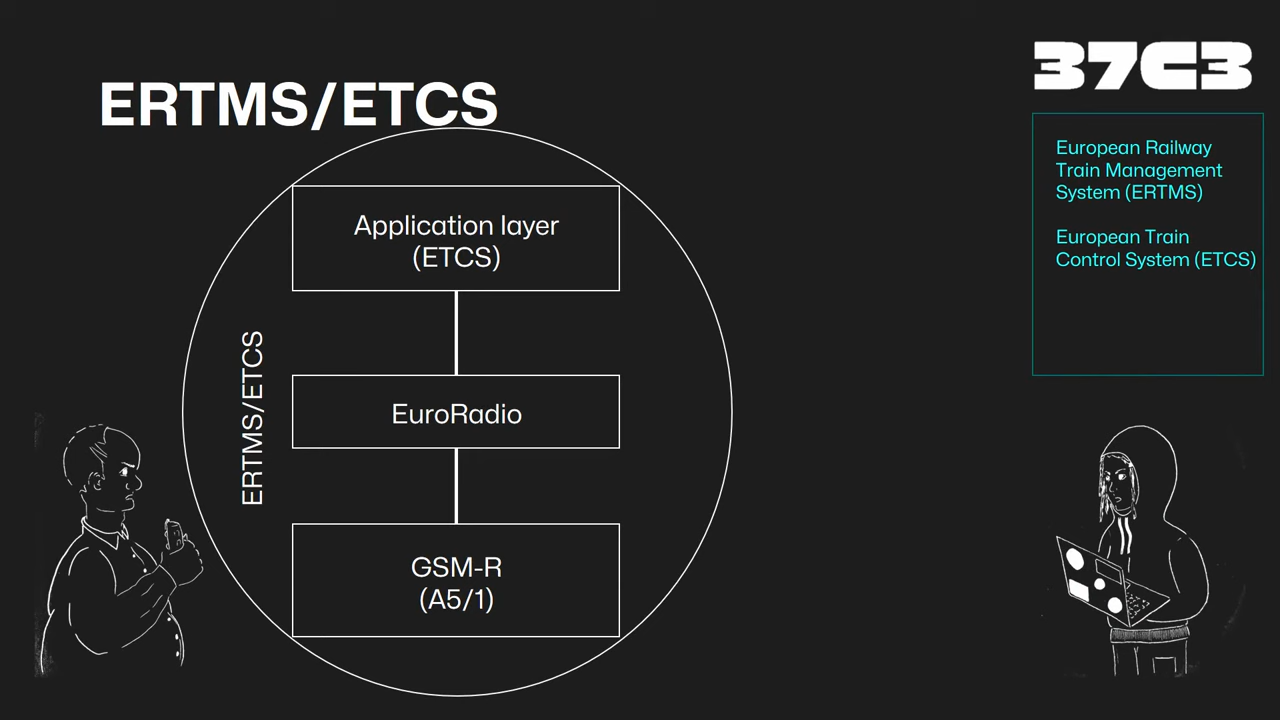 37C3
ERTMS/ETCS
European Railway
Train Management
System (ERTMS)
European Train
Control System (ETCS)
Application layer
(ETCS)
ERTMS/ETCS
EuroRadio
GSM-R
(A5/1)